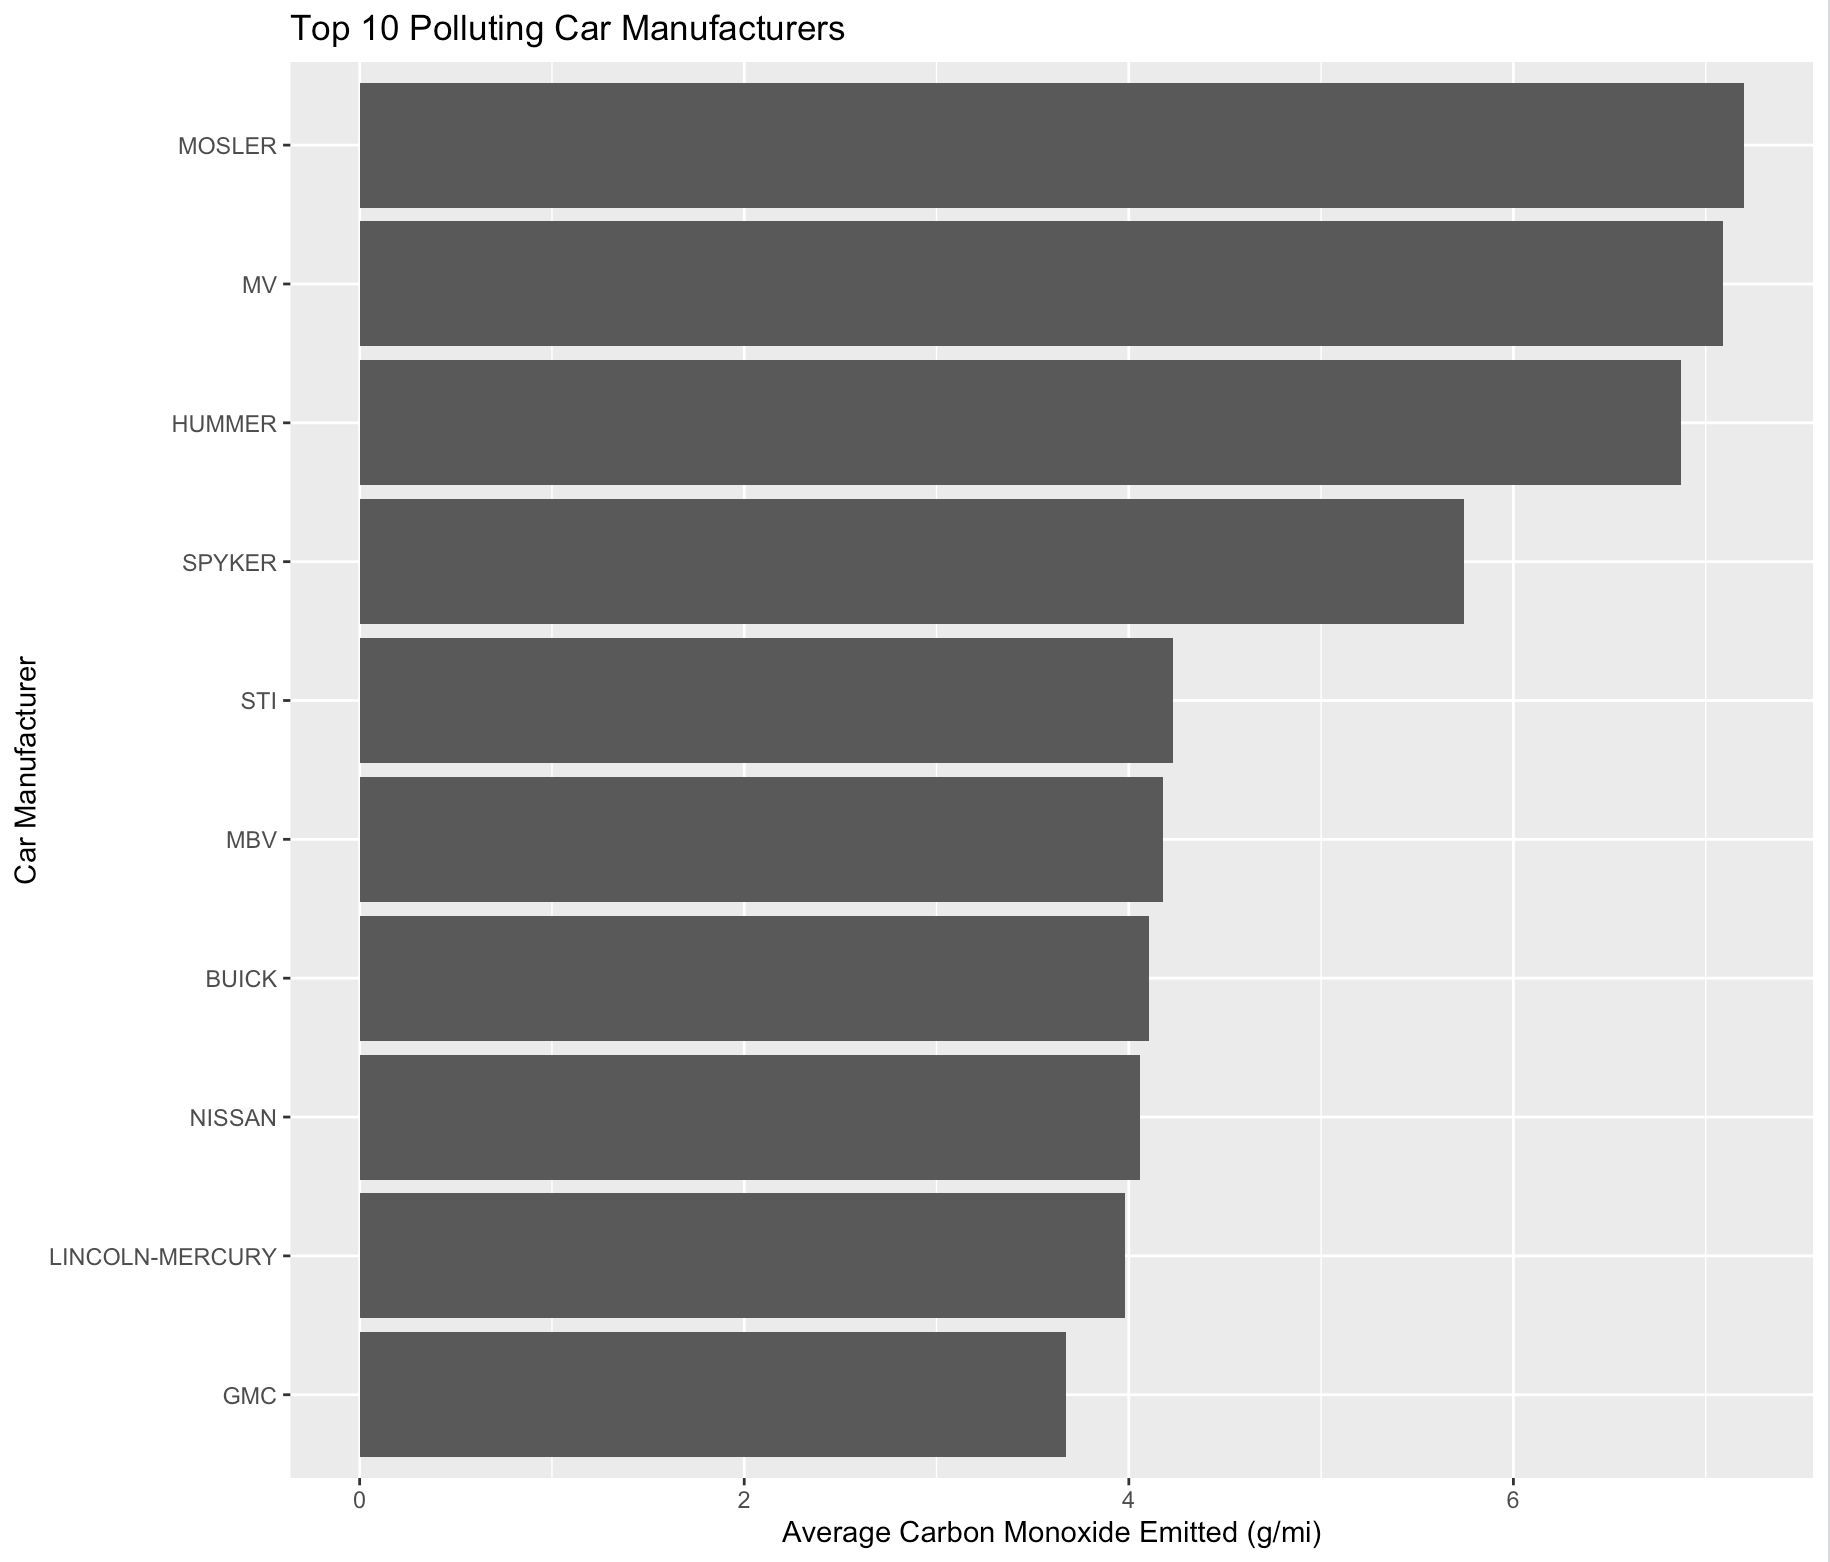 Top 10 Polluting Car Manufacturers
MOSLER
MV
HUMMER
SPYKER
STI
MBV
BUICK
NISSAN
LINCOLN-MERCURY
GMC
Car Manufacturer
0 2 4 6
Average Carbon Monoxide Emitted (g/mi)